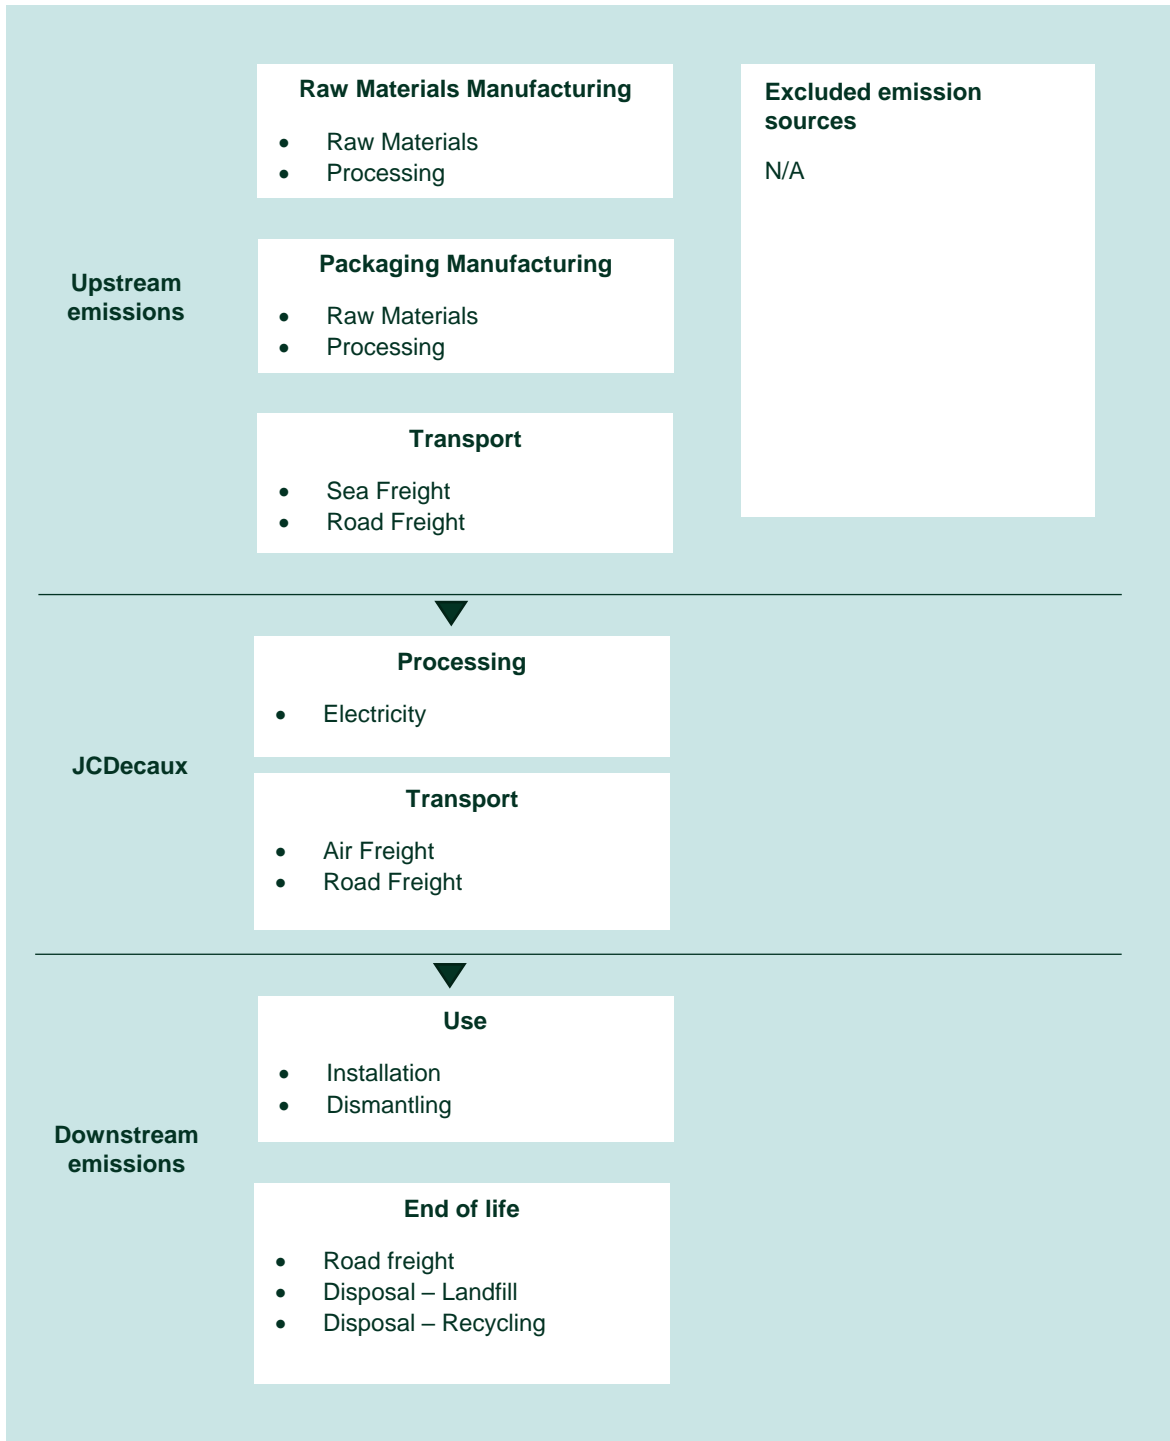 Raw Materials Manufacturing
• Raw Materials
• Processing
Excluded emission
sources
N/A
Upstream
emissions
Packaging Manufacturing
• Raw Materials
• Processing
Transport
• Sea Freight
• Road Freight
JCDecaux
Processing
• Electricity
Transport
• Air Freight
• Road Freight
Downstream
emissions
Use
• Installation
• Dismantling
End of life
• Road freight
• Disposal – Landfill
• Disposal – Recycling